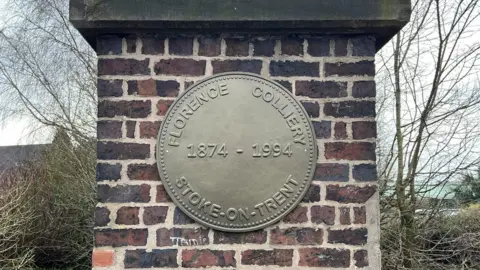 FLORENCE COLLIERY
1874 - 1994
STOKE-ON-TRENT